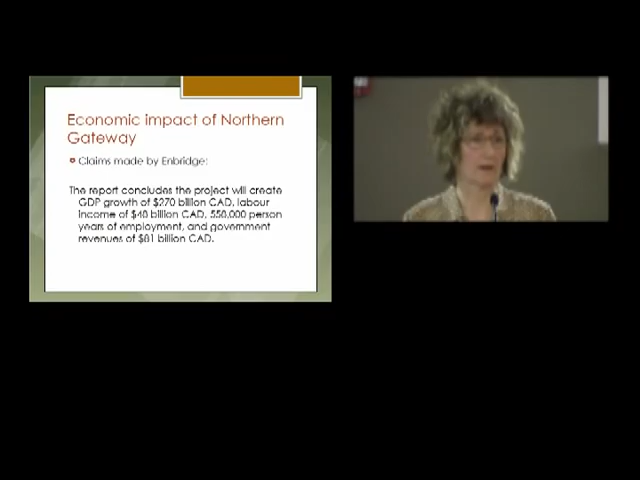 Economic impact of Northern
Gateway
Claims made by Enbridge:
The report concludes the project will create
GDP growth of $270 billion CAD, labour
income of $48 billion CAD, 558,000 person
years of employment, and government
revenues of $81 billion CAD.